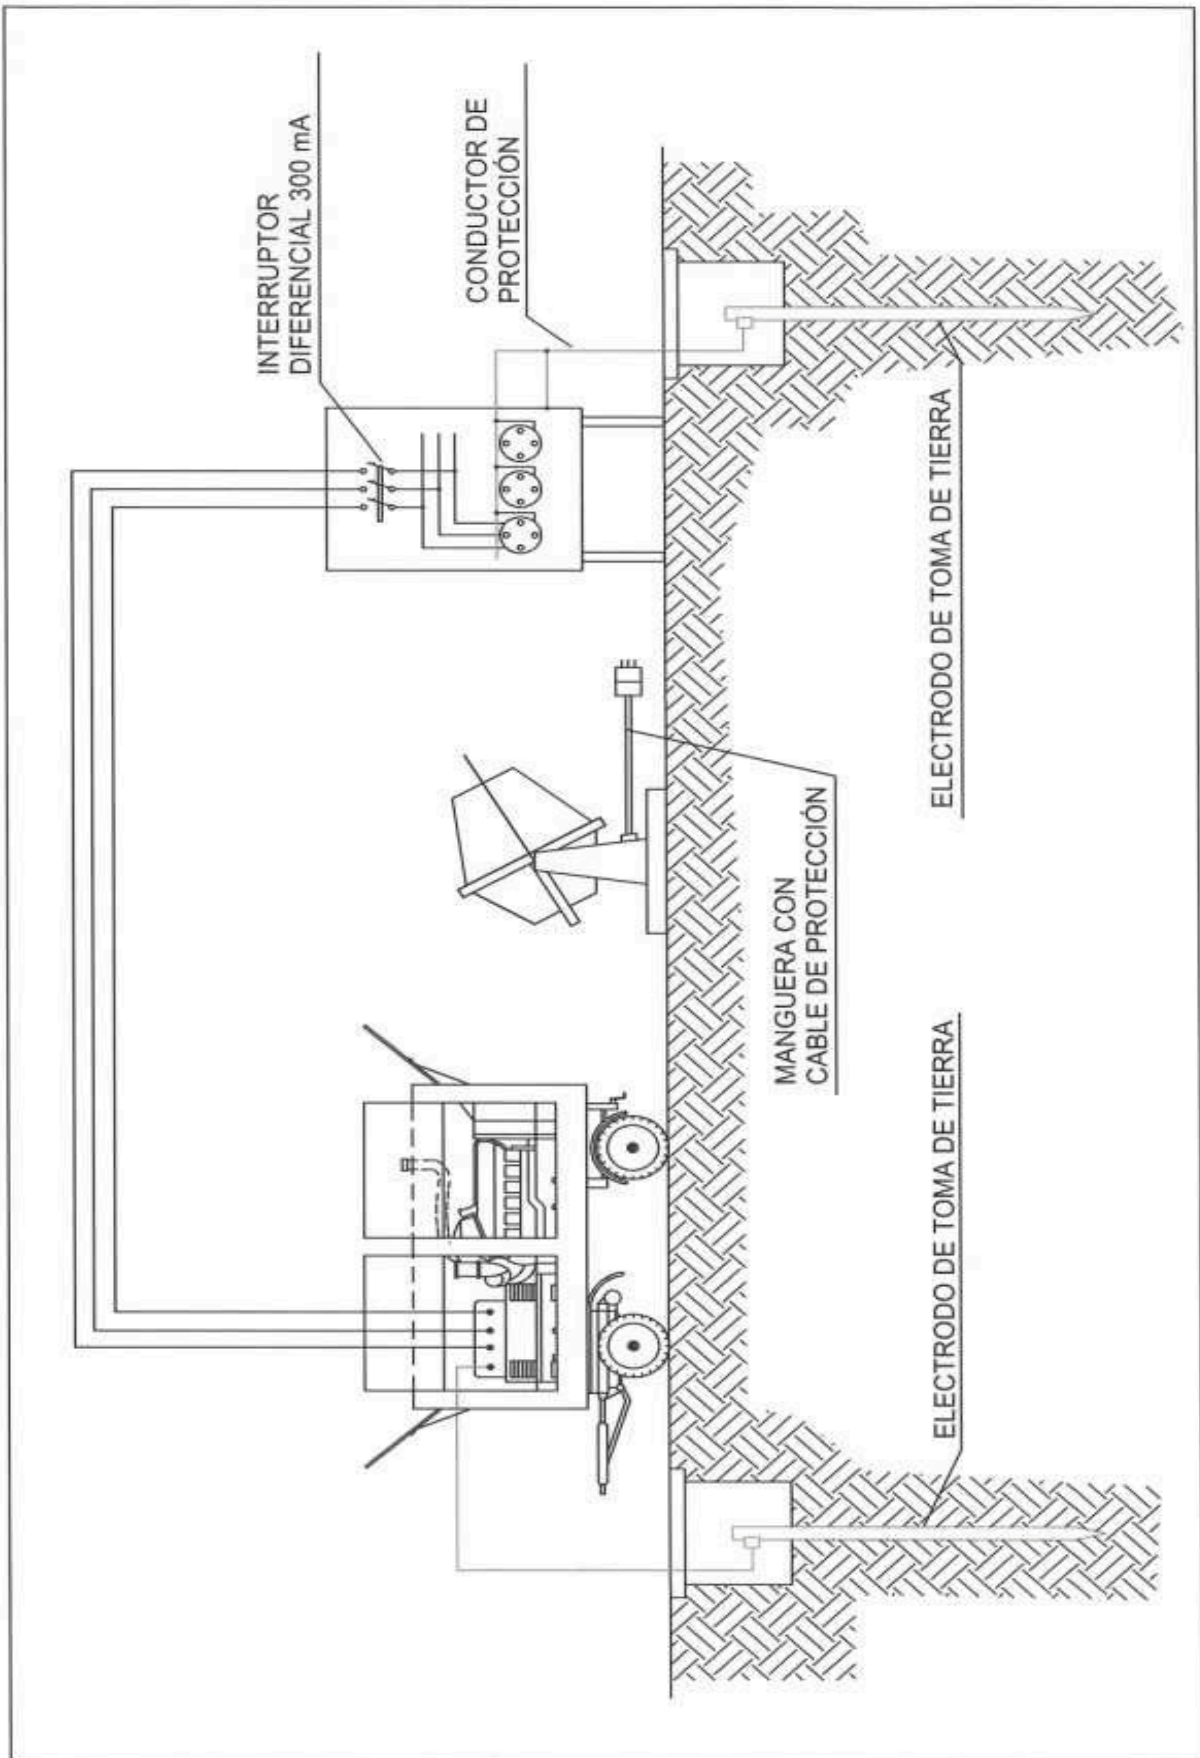 INTERRUPTOR
DIFERENCIAL 300 mA
CONDUCTOR DE
PROTECCIÓN
MANGUERA CON
CABLE DE PROTECCIÓN
ELECTRODO DE TOMA DE TIERRA
ELECTRODO DE TOMA DE TIERRA